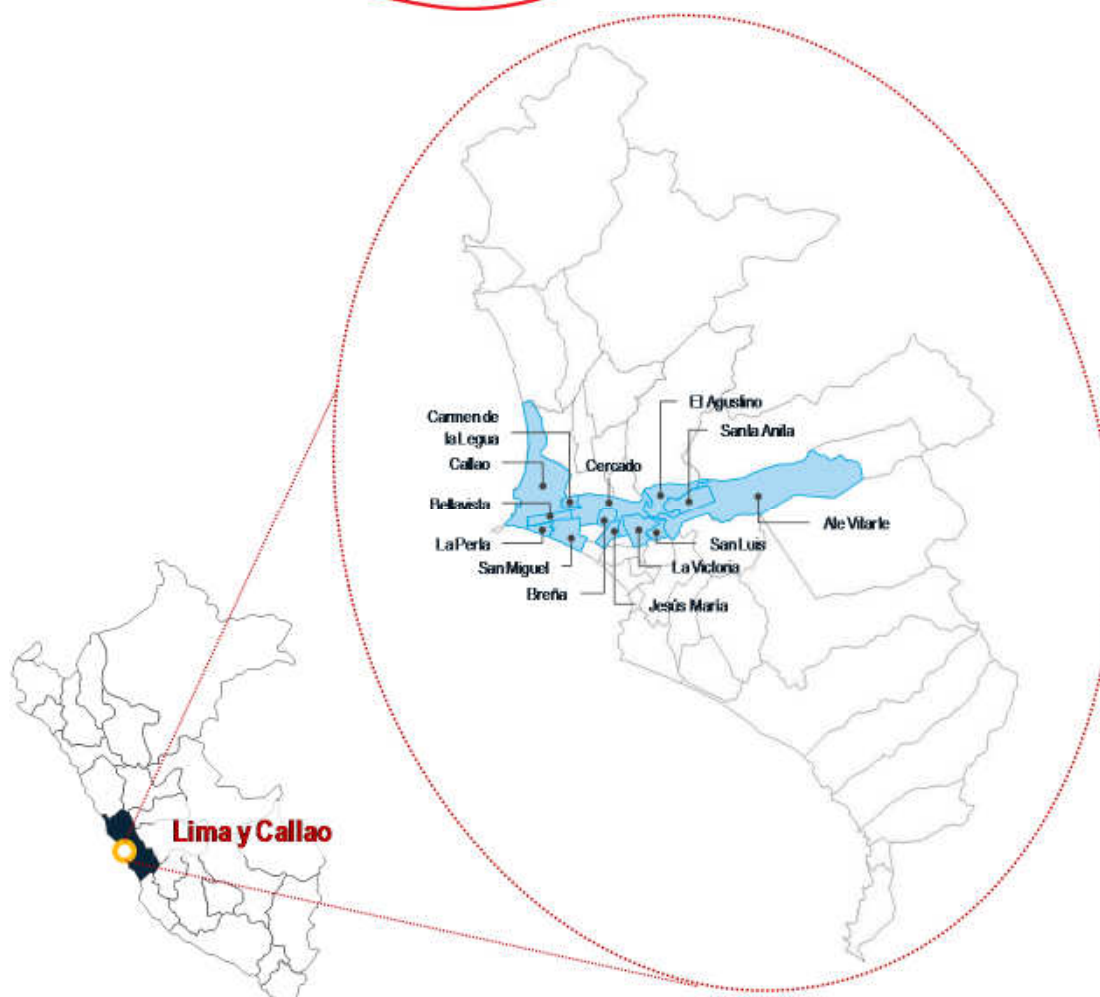 El Agustino
Carmen de
la Legua
Santa Anita
Callao
Cercado
Bellavista
Ate Vitarte
La Perla
San Luis
San Miguel
La Victoria
Breña
Jesús María
Lima y Callao